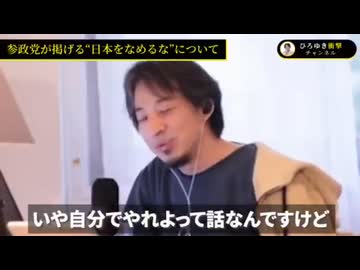 参政党が掲げる“日本をなめるな”について
ひろゆき衝撃
チャンネル
いや自分でやれよって話なんですけど